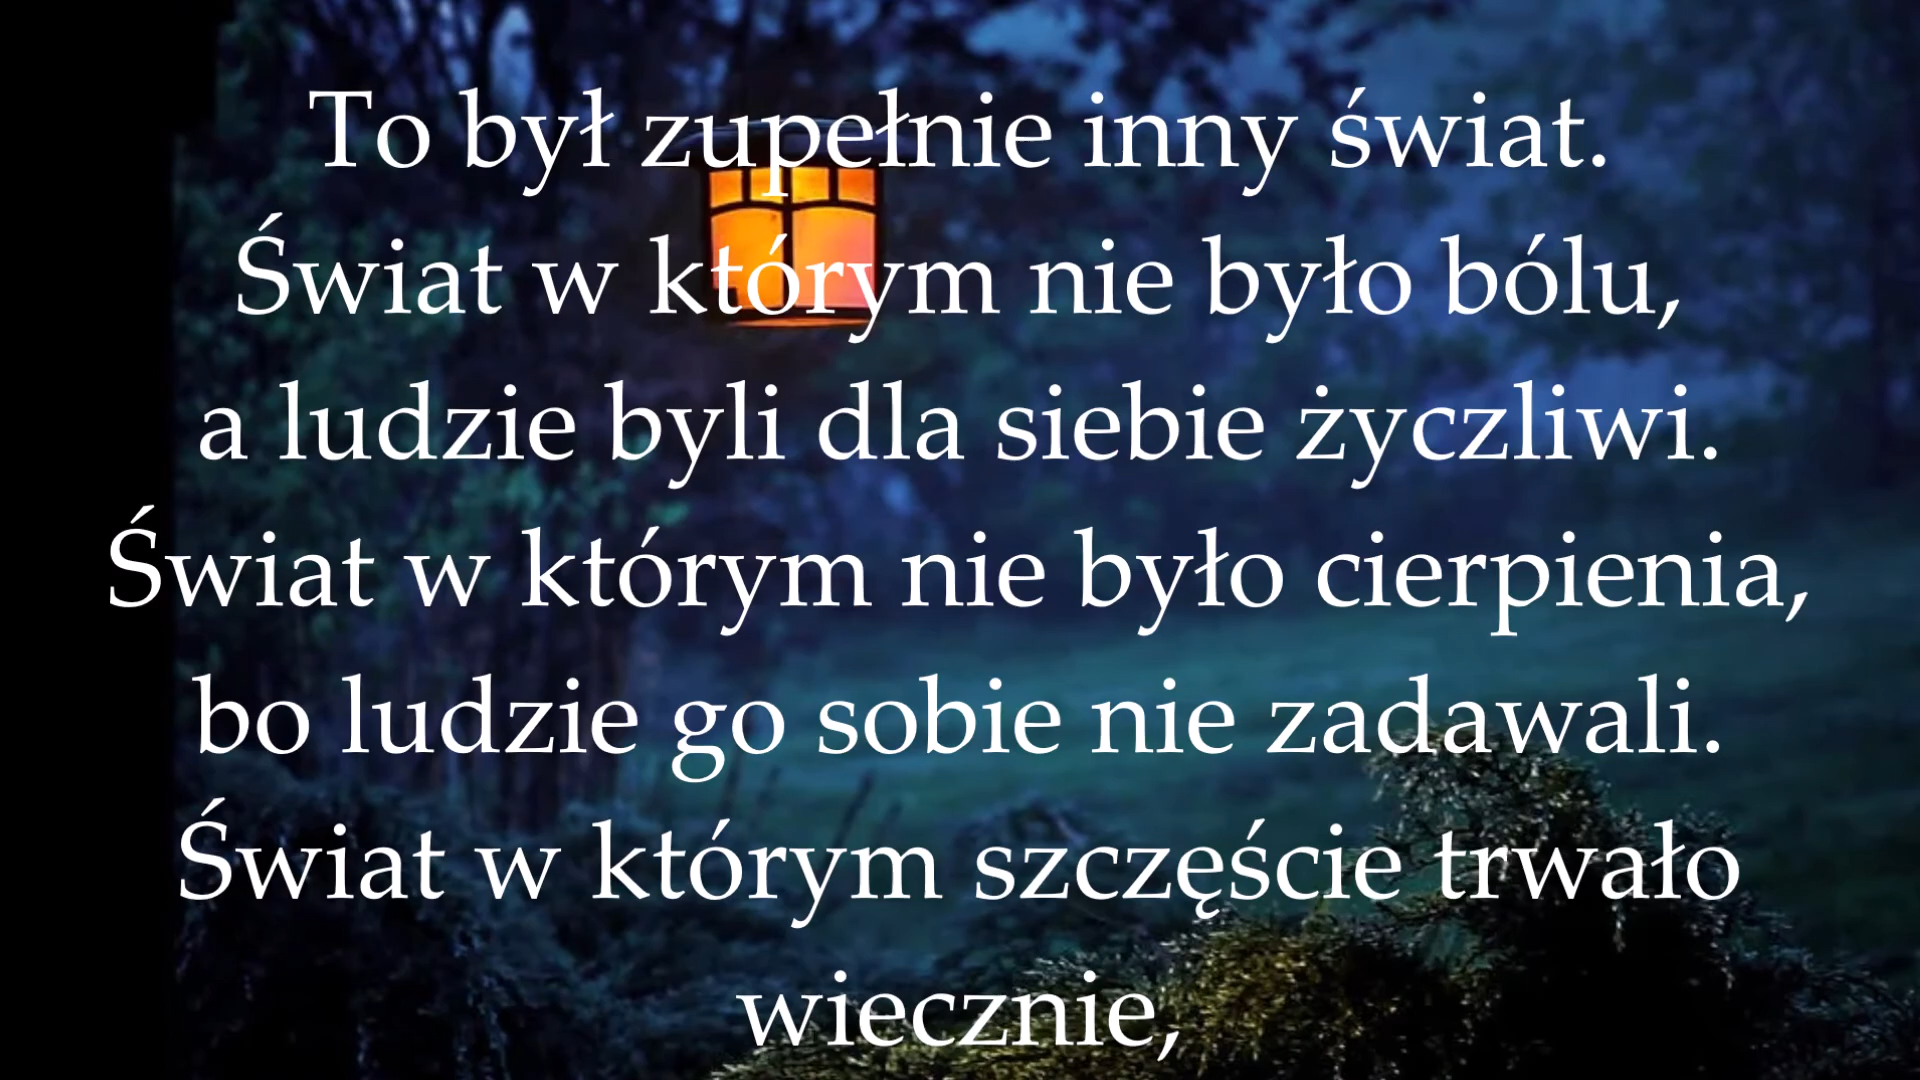 To był zupełnie inny świat.
Świat w którym nie było bólu,
a ludzie byli dla siebie życzliwi.
Świat w którym nie było cierpienia,
bo ludzie go sobie nie zadawali.
Świat w którym szczęście trwało
wiecznie,